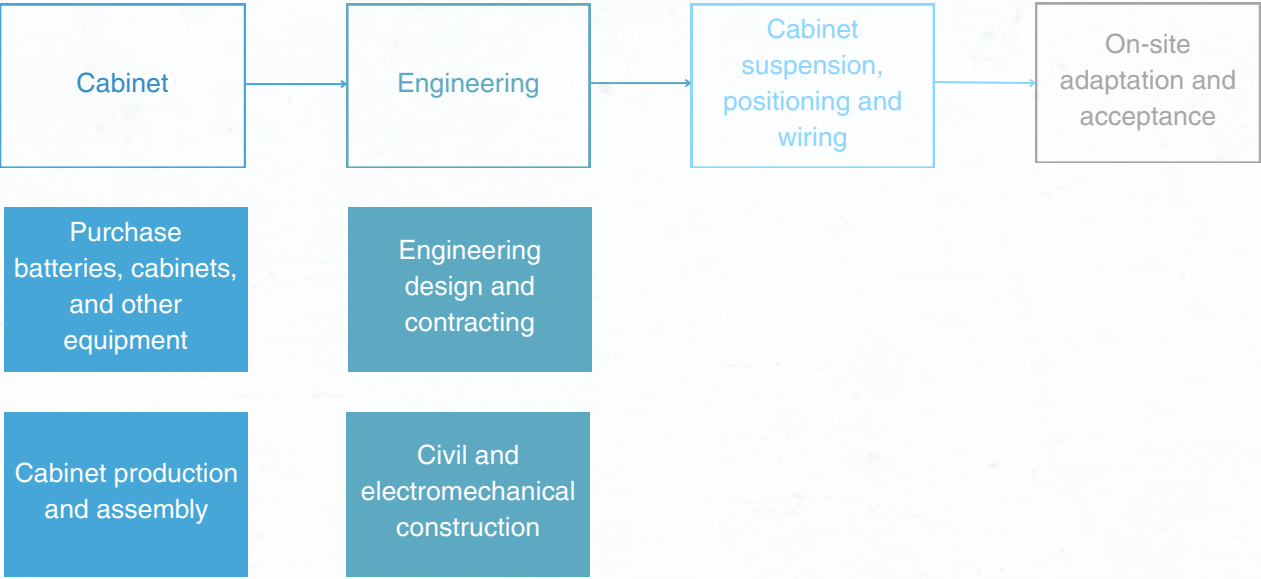 Cabinet
Engineering
Cabinet
suspension,
positioning and
wiring
On-site
adaptation and
acceptance
Purchase
batteries, cabinets,
and other
equipment
Engineering
design and
contracting
Cabinet production
and assembly
Civil and
electromechanical
construction